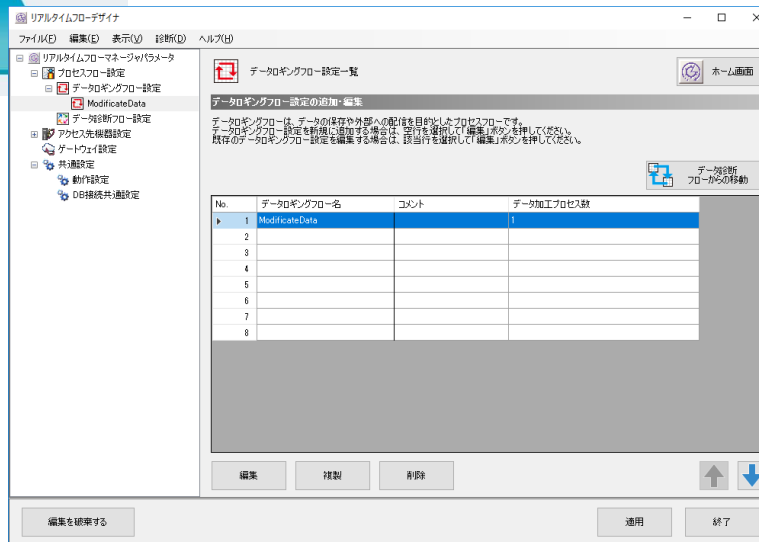 リアルタイムフローデザイナ
ファイル(F) 編集(E) 表示(V) 診断(D) ヘルプ(H)
リアルタイムフローマネージャパラメータ
プロセスフロー設定
データロギングフロー設定
ModificateData
データ診断フロー設定
アクセス先機器設定
ゲートウェイ設定
共通設定
動作設定
DB接続共通設定
データロギングフロー設定一覧
ホーム画面
データロギングフロー設定の追加・編集
データロギングフローは、データの保存や外部への配信を目的としたプロセスフローです。
データロギングフロー設定を新規に追加する場合は、空行を選択して「編集」ボタンを押してください。
既存のデータロギングフロー設定を編集する場合は、該当行を選択して「編集」ボタンを押してください。
データ診断
フローからの移動
No. データロギングフロー名 コメント データ加工プロセス数
1 ModificateData 1
2
3
4
5
6
7
8
編集 複製 削除
編集を破棄する 適用 終了